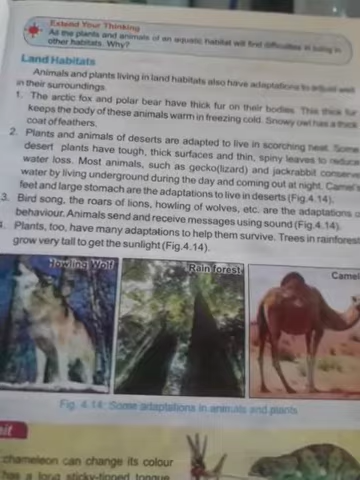 Extend Your Thinking
All the plants and animals of an aquatic habitat will find difficulties in living in
other habitats. Why?
Land Habitats
Animals and plants living in land habitats also have adaptations to adjust well
in their surroundings.
1. The arctic fox and polar bear have thick fur on their bodies. This thick fur
keeps the body of these animals warm in freezing cold. Snowy owl has a thick
coat of feathers.
2. Plants and animals of deserts are adapted to live in scorching heat. Some
desert plants have tough, thick surfaces and thin, spiny leaves to reduce
water loss. Most animals, such as gecko(lizard) and jackrabbit conserve
water by living underground during the day and coming out at night. Camel
feet and large stomach are the adaptations to live in deserts (Fig.4.14).
3. Bird song, the roars of lions, howling of wolves, etc. are the adaptations
behaviour. Animals send and receive messages using sound (Fig.4.14).
Plants, too, have many adaptations to help them survive. Trees in rainforest
grow very tall to get the sunlight (Fig.4.14).
Howling Wolf
Rain forest
Camel
Fig. 4.14: Some adaptations in animals and plants
chameleon can change its colour
has a long sticky-tipped tongue